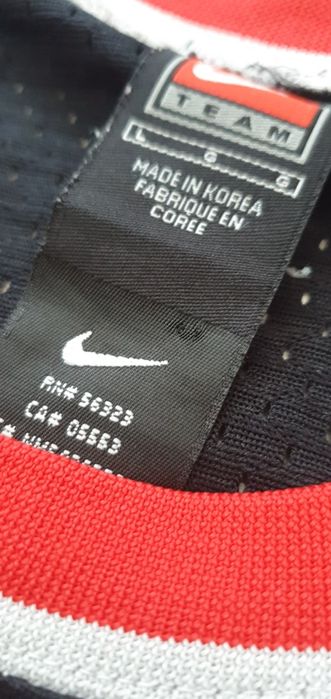 TEAM
L G G
MADE IN KOREA
FABRIQUE EN
COREE
RN# 56323
CA# 05553